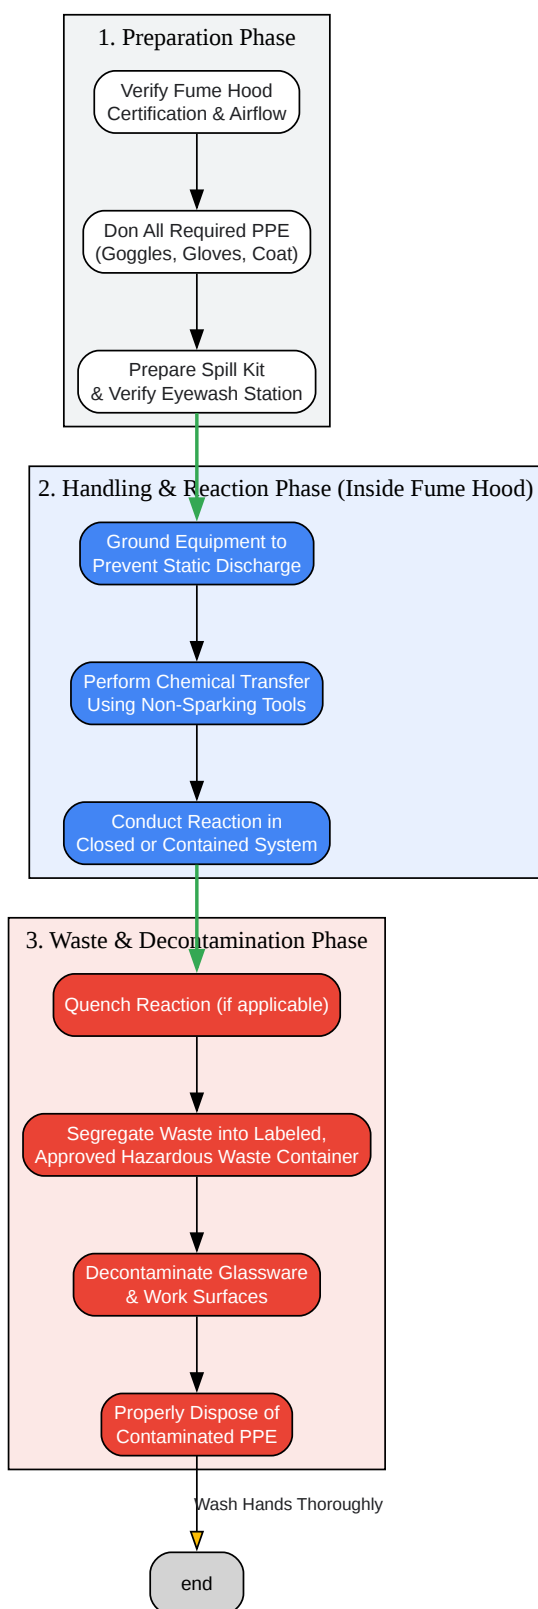 1. Preparation Phase
Verify Fume Hood
Certification & Airflow
Don All Required PPE
(Goggles, Gloves, Coat)
Prepare Spill Kit
& Verify Eyewash Station
2. Handling & Reaction Phase (Inside Fume Hood)
Ground Equipment to
Prevent Static Discharge
Perform Chemical Transfer
Using Non-Sparking Tools
Conduct Reaction in
Closed or Contained System
3. Waste & Decontamination Phase
Quench Reaction (if applicable)
Segregate Waste into Labeled,
Approved Hazardous Waste Container
Decontaminate Glassware
& Work Surfaces
Properly Dispose of
Contaminated PPE
Wash Hands Thoroughly
end